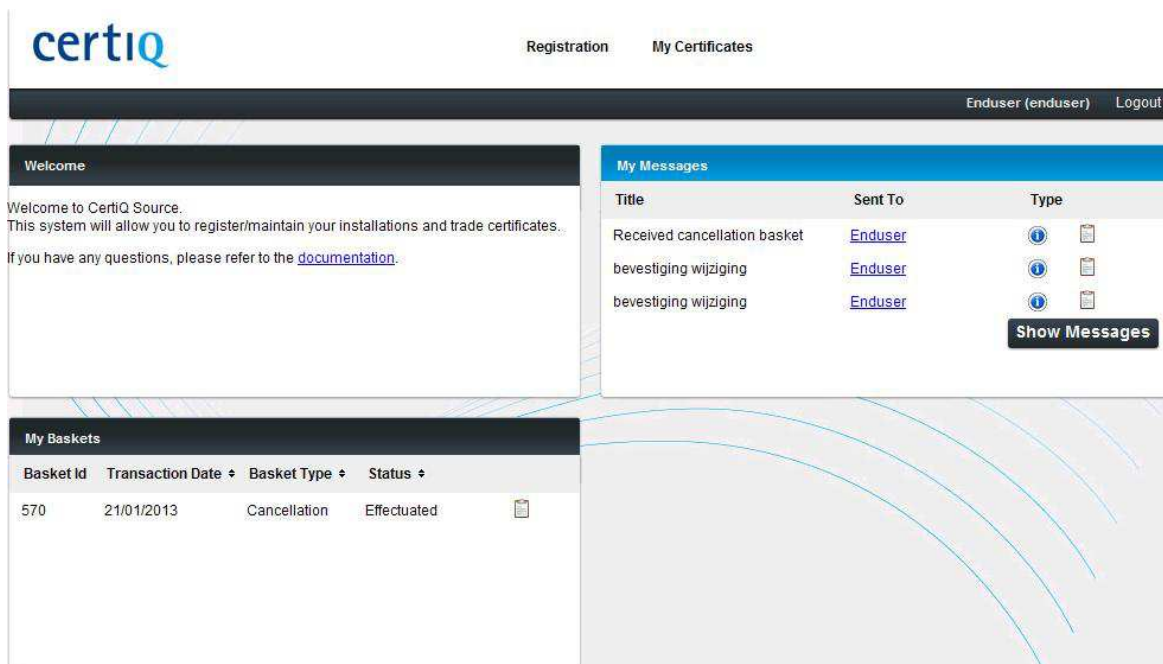 certiQ
Registration My Certificates
Enduser (enduser) Logout
Welcome
Welcome to CertiQ Source.
This system will allow you to register/maintain your installations and trade certificates.
If you have any questions, please refer to the documentation.
My Messages
Title Sent To Type
Received cancellation basket Enduser
bevestiging wijziging Enduser
bevestiging wijziging Enduser
Show Messages
My Baskets
Basket Id Transaction Date Basket Type Status
570 21/01/2013 Cancellation Effectuated